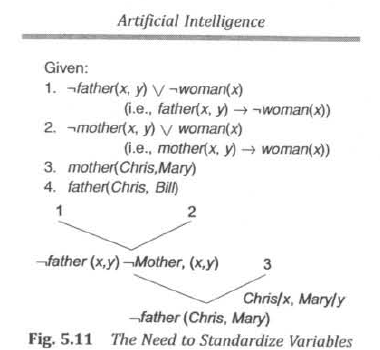 Artificial Intelligence
Given:
1. ¬father(x, y) ∨ ¬woman(x)
(i.e., father(x, y) → ¬woman(x))
2. ¬mother(x, y) ∨ woman(x)
(i.e., mother(x, y) → woman(x))
3. mother(Chris,Mary)
4. father(Chris, Bill)
1 2
¬father (x,y) ¬Mother, (x,y) 3
Chris/x, Mary/y
¬father (Chris, Mary)
Fig. 5.11 The Need to Standardize Variables